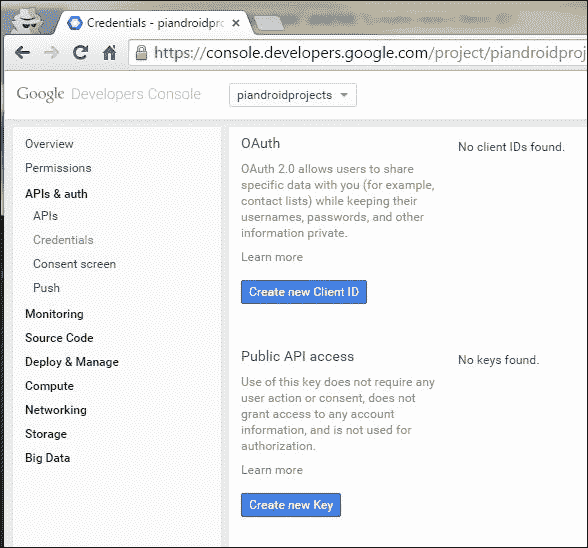 Credentials - piandroidproje
https://console.developers.google.com/project/piandroidproj
Google Developers Console
piandroidprojects
Overview
Permissions
APIs & auth
APIs
Credentials
Consent screen
Push
Monitoring
Source Code
Deploy & Manage
Compute
Networking
Storage
Big Data
OAuth
OAuth 2.0 allows users to share
specific data with you (for example,
contact lists) while keeping their
usernames, passwords, and other
information private.
Learn more
Create new Client ID
No client IDs found.
Public API access
Use of this key does not require any
user action or consent, does not
grant access to any account
information, and is not used for
authorization.
Learn more
Create new Key
No keys found.